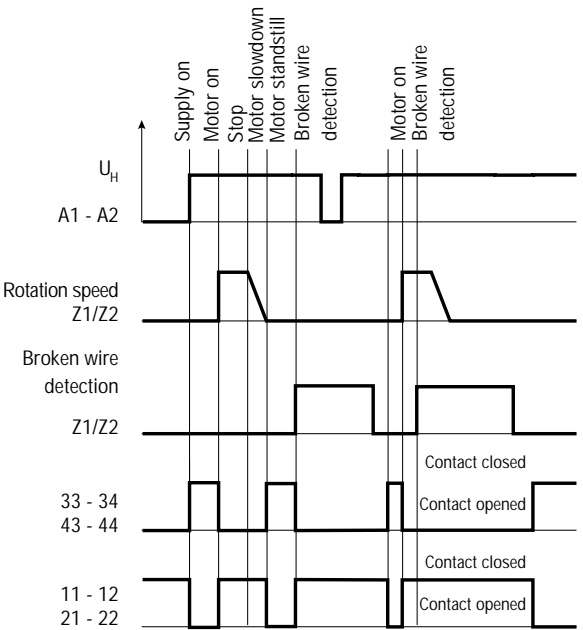 Supply on
Motor on
Stop
Motor slowdown
Motor standstill
Broken wire
detection
Motor on
Broken wire
detection
U_H
A1 - A2
Rotation speed
Z1/Z2
Broken wire
detection
Z1/Z2
Contact closed
33 - 34
Contact opened
43 - 44
Contact closed
11 - 12
Contact opened
21 - 22